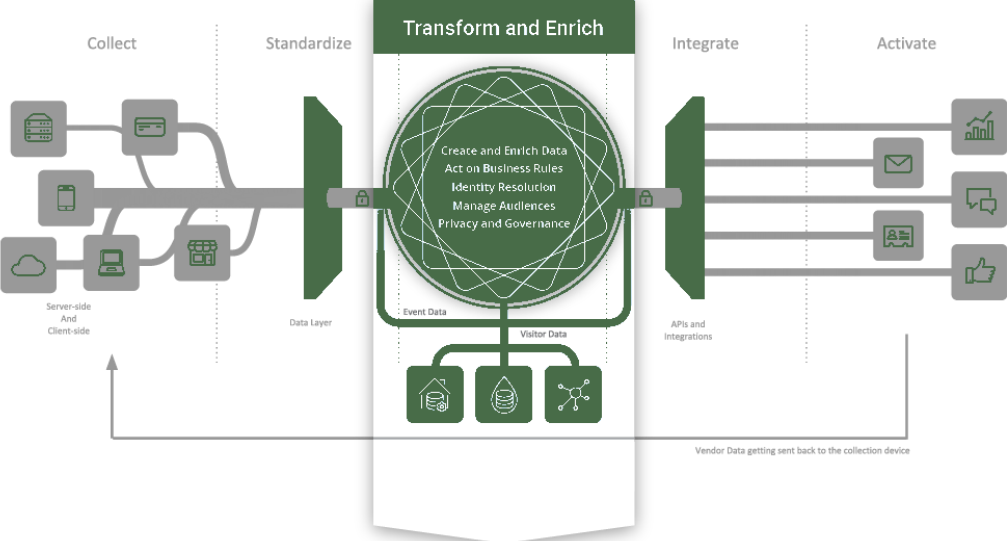 Transform and Enrich
Collect
Standardize
Integrate
Activate
Create and Enrich Data
Act on Business Rules
Identity Resolution
Manage Audiences
Privacy and Governance
Server-side
And
Client-side
Data Layer
Event Data
Visitor Data
APIs and
Integrations
Vendor Data getting sent back to the collection device